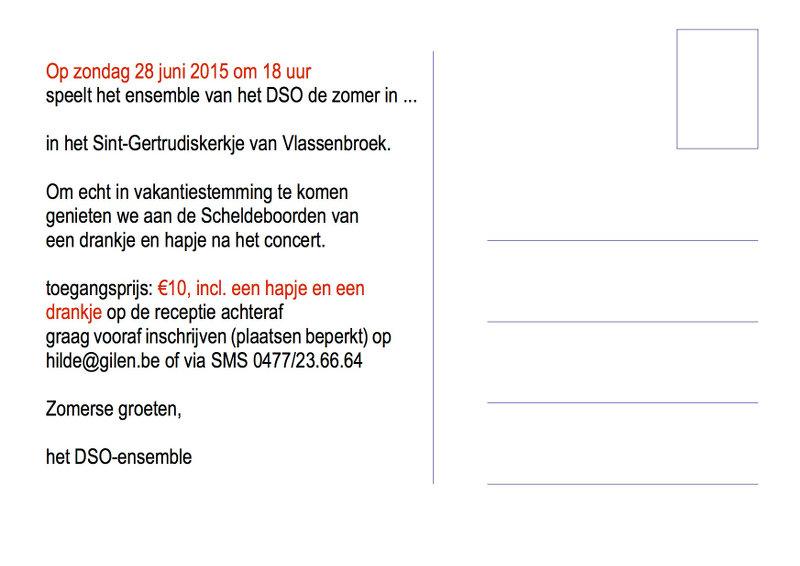 Op zondag 28 juni 2015 om 18 uur
speelt het ensemble van het DSO de zomer in ...
in het Sint-Gertrudiskerkje van Vlassenbroek.
Om echt in vakantiestemming te komen
genieten we aan de Scheldeboorden van
een drankje en hapje na het concert.
toegangsprijs: €10, incl. een hapje en een
drankje op de receptie achteraf
graag vooraf inschrijven (plaatsen beperkt) op
hilde@gilen.be of via SMS 0477/23.66.64
Zomerse groeten,
het DSO-ensemble